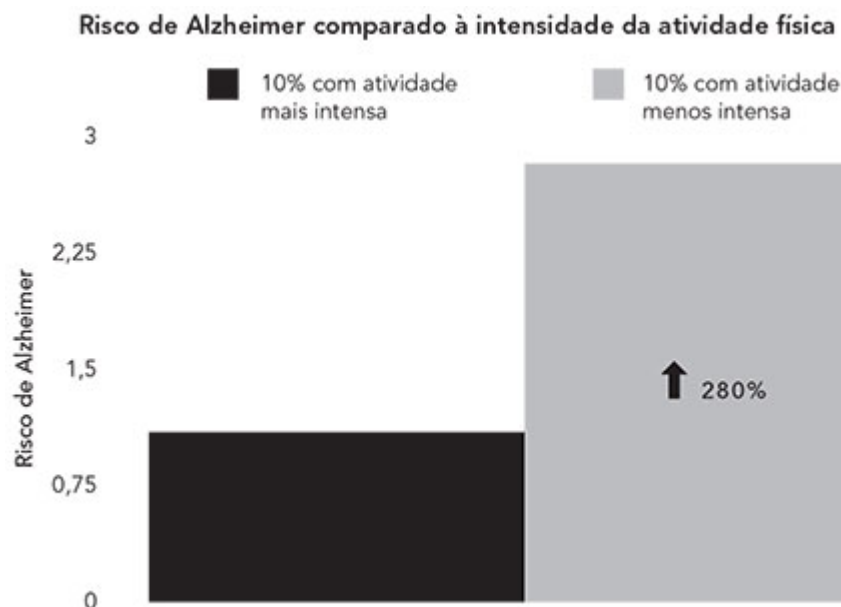 Risco de Alzheimer comparado à intensidade da atividade física
10% com atividade
mais intensa
10% com atividade
menos intensa
3
2,25
1,5
0,75
0
Risco de Alzheimer
280%